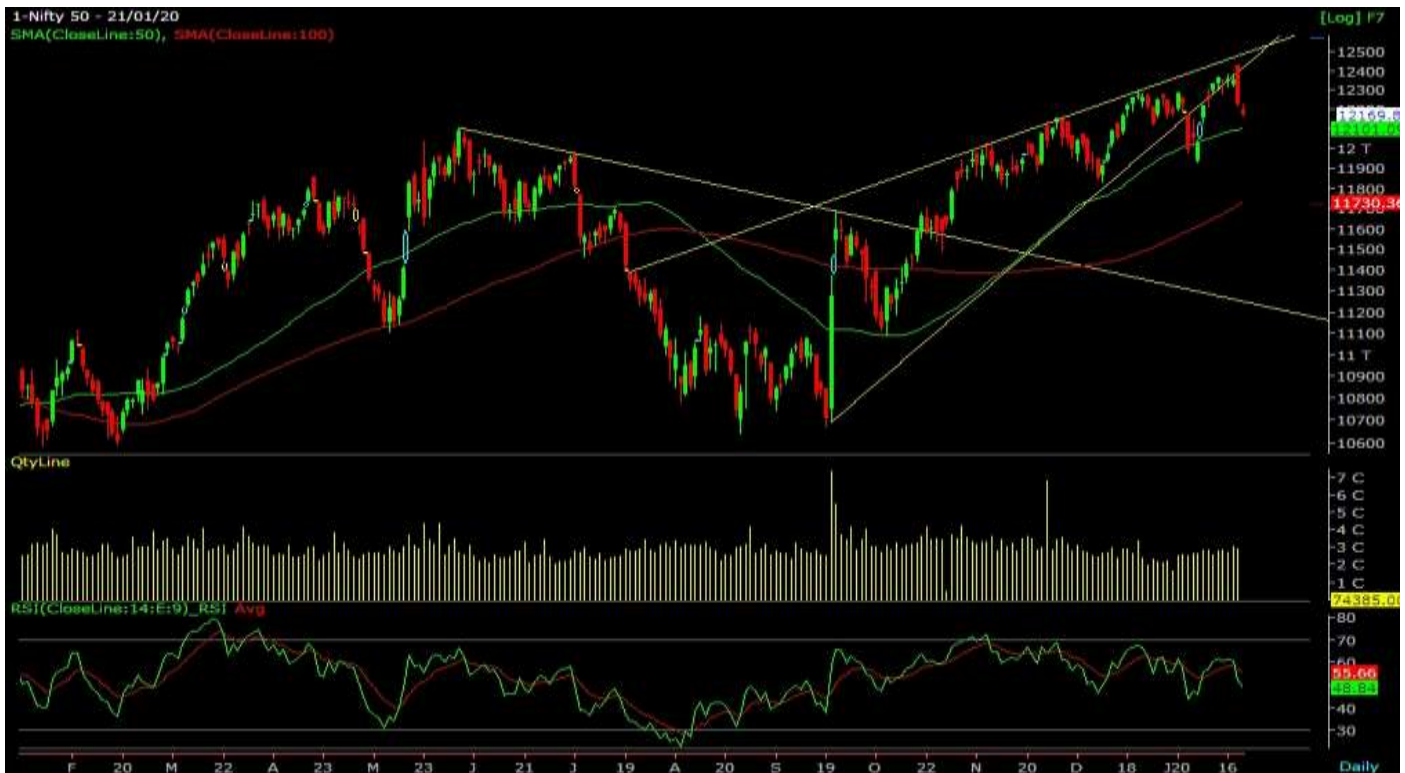 1-Nifty 50 - 21/01/20
[Log] F7
SMA(CloseLine:50), SMA(CloseLine:100)
12500
12400
12300
12169.8
12101.09
12 T
11900
11800
11730.36
11600
11500
11400
11300
11200
11100
11 T
10900
10800
10700
10600
QtyLine
7 C
6 C
5 C
4 C
3 C
2 C
1 C
74385.00
RSI(CloseLine:14:E:9)_RSI Avg
80
70
60
55.66
48.84
40
30
F 20 M 22 A 23 M 23 J 21 J 19 A 20 S 19 O 22 N 20 D 18 J20 16
Daily